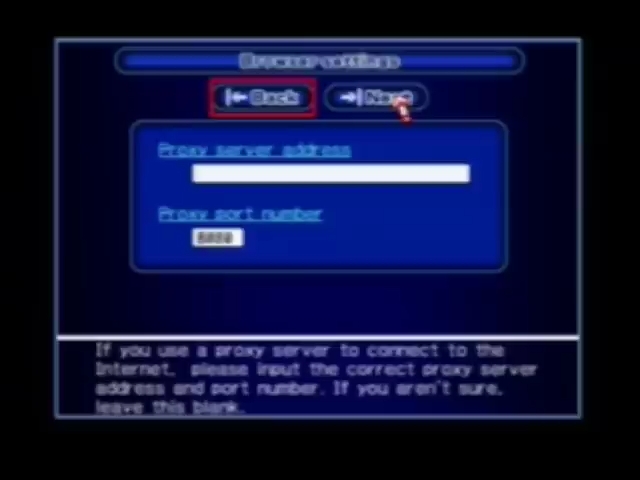 Browser settings
Back
Next
Proxy server address
Proxy port number
If you use a proxy server to connect to the
Internet, please input the correct proxy server
address and port number. If you aren't sure,
leave this blank.